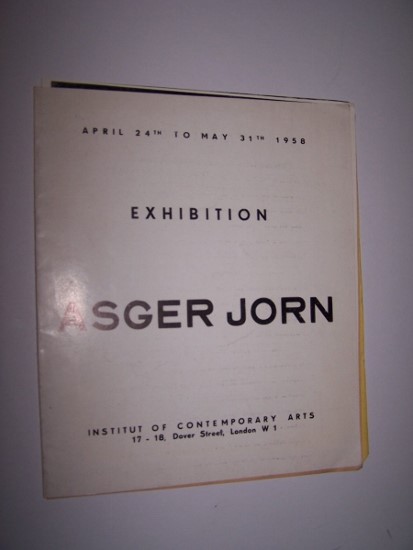 APRIL 24TH TO MAY 31TH 1958
EXHIBITION
ASGER JORN
INSTITUT OF CONTEMPORARY ARTS
17 - 18, Dover Street, London W 1